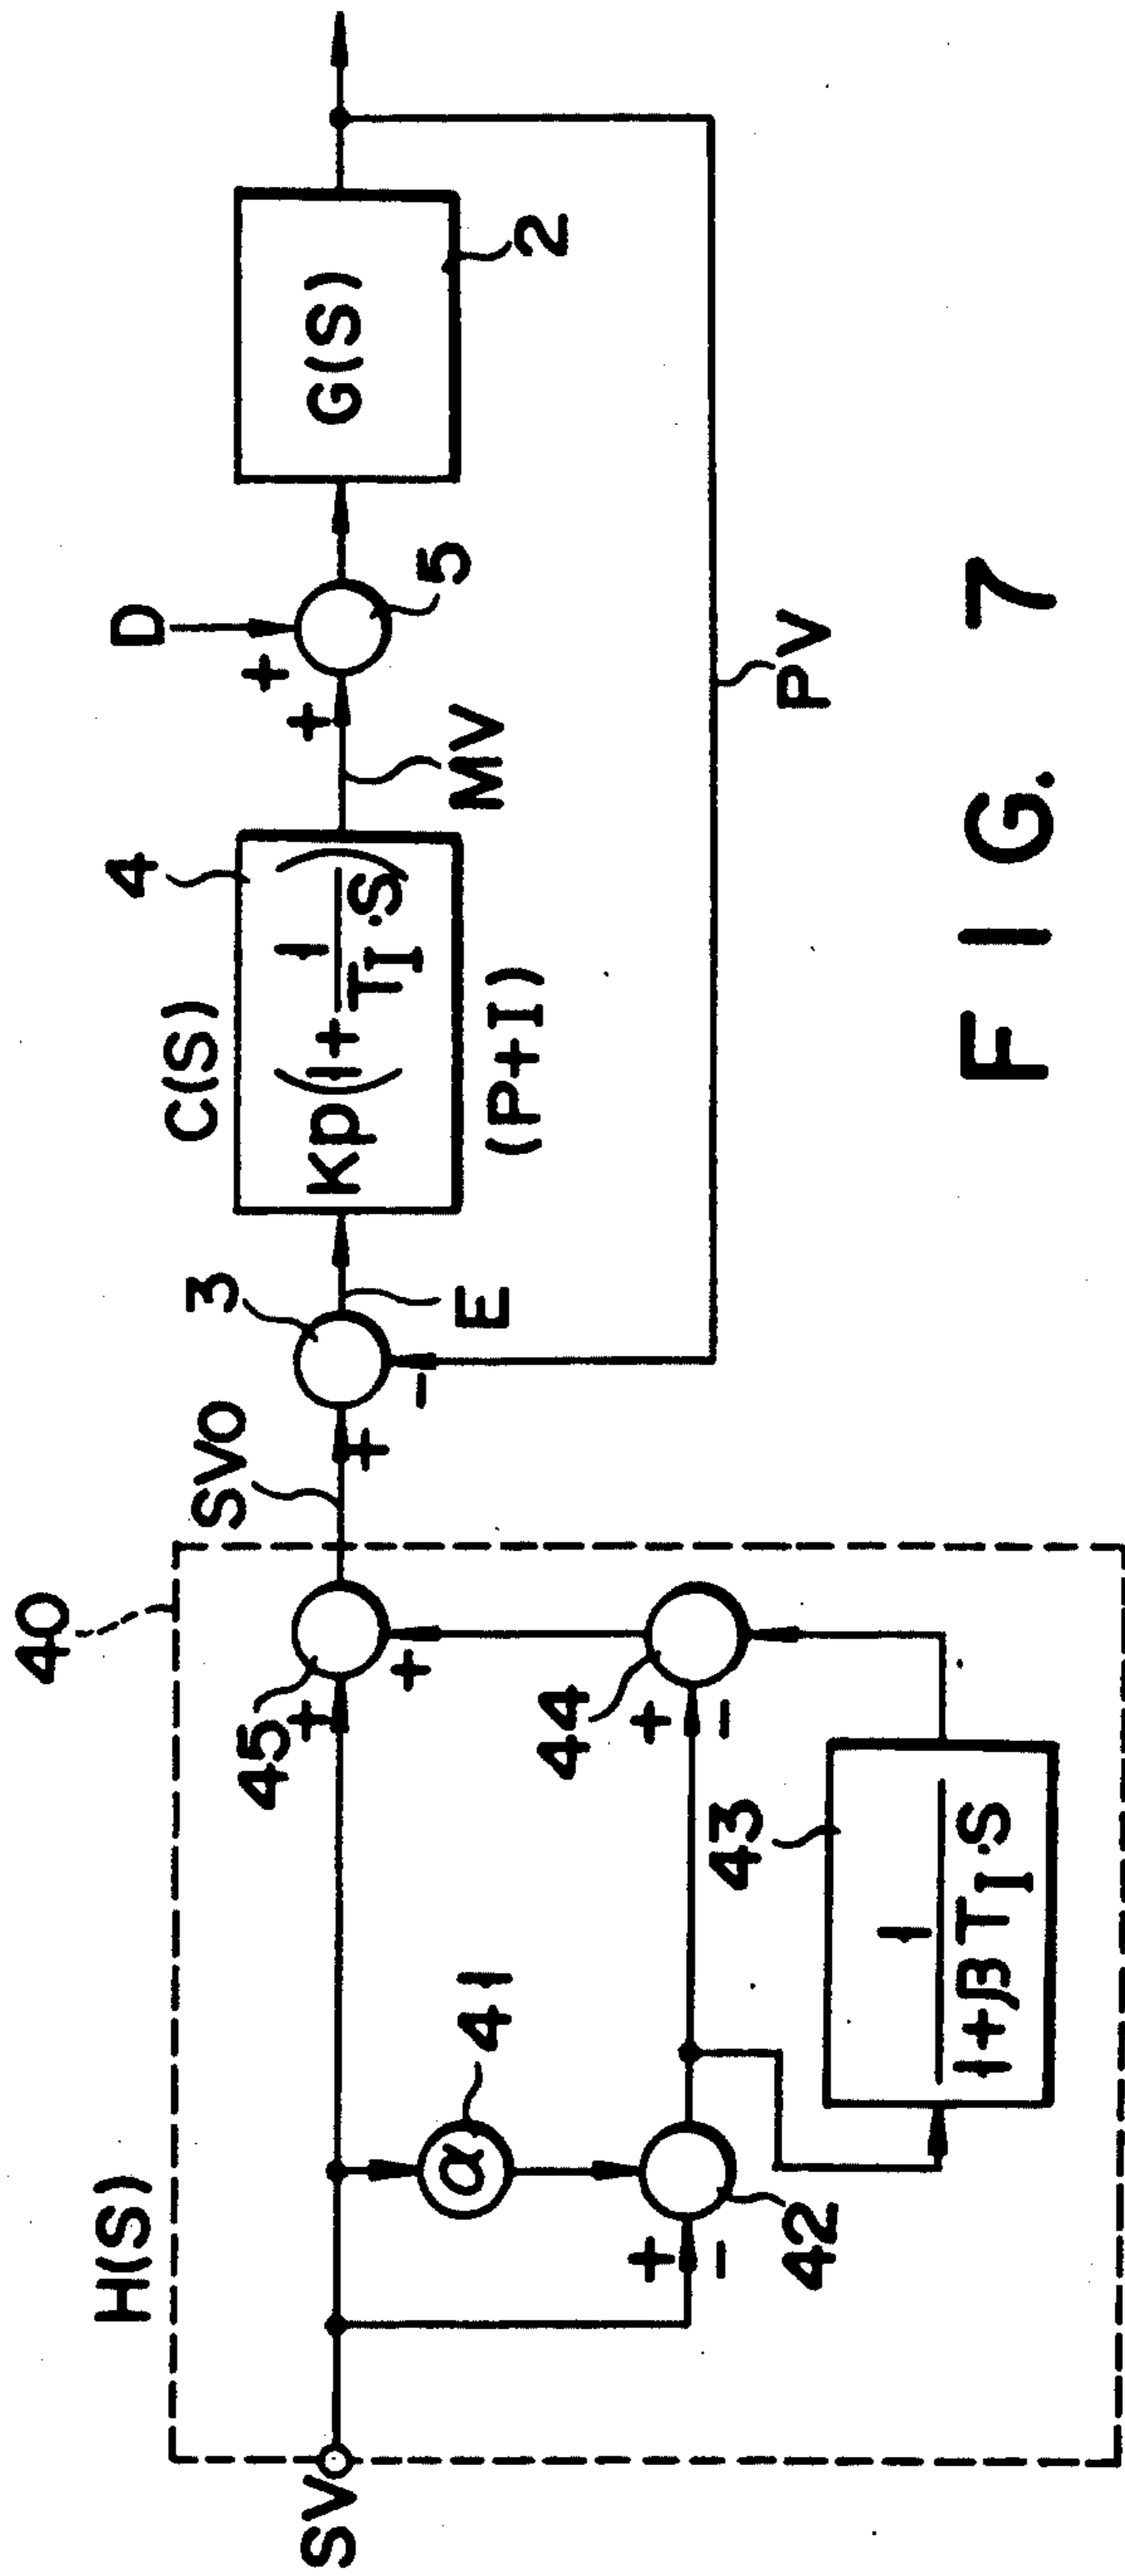 H(S)
40
SV
α
41
+
-
42
1
1+βTI·S
43
+
-
44
+
+
45
SVO
+
-
3
E
C(S)
4
Kp(1+ 1
TI·S )
(P+I)
MV
D
+
+
5
G(S)
2
PV
FIG. 7